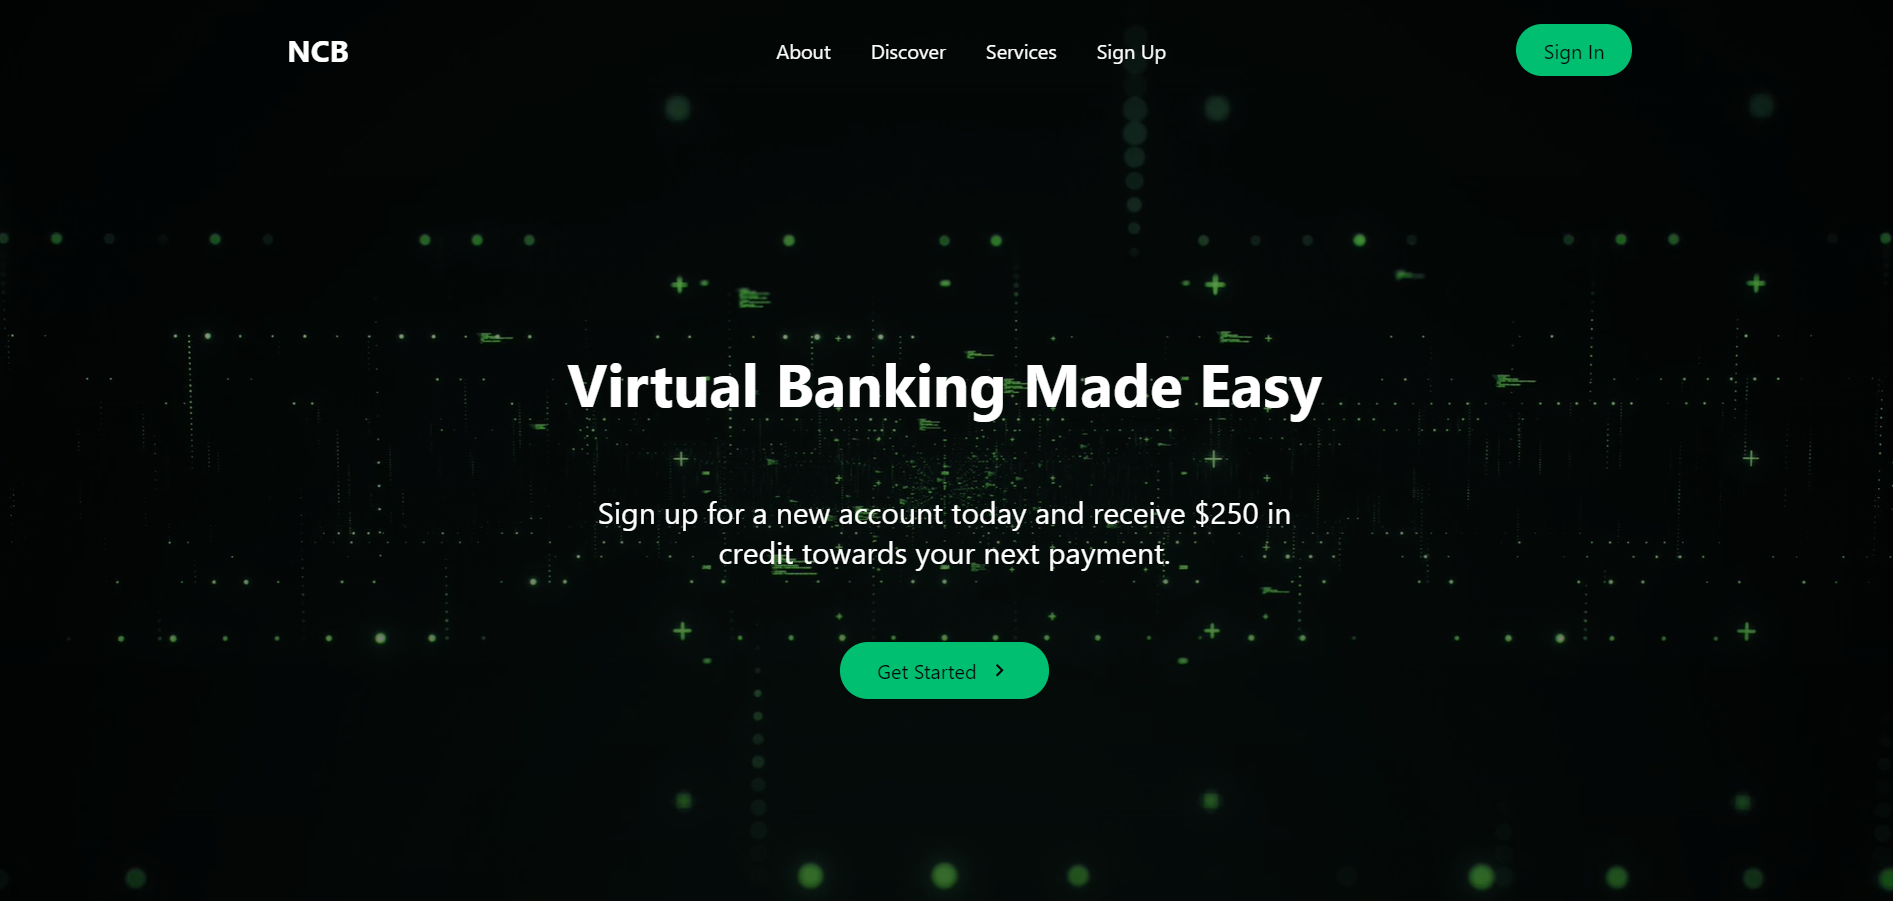 NCB
About
Discover
Services
Sign Up
Sign In
Virtual Banking Made Easy
Sign up for a new account today and receive $250 in
credit towards your next payment.
Get Started